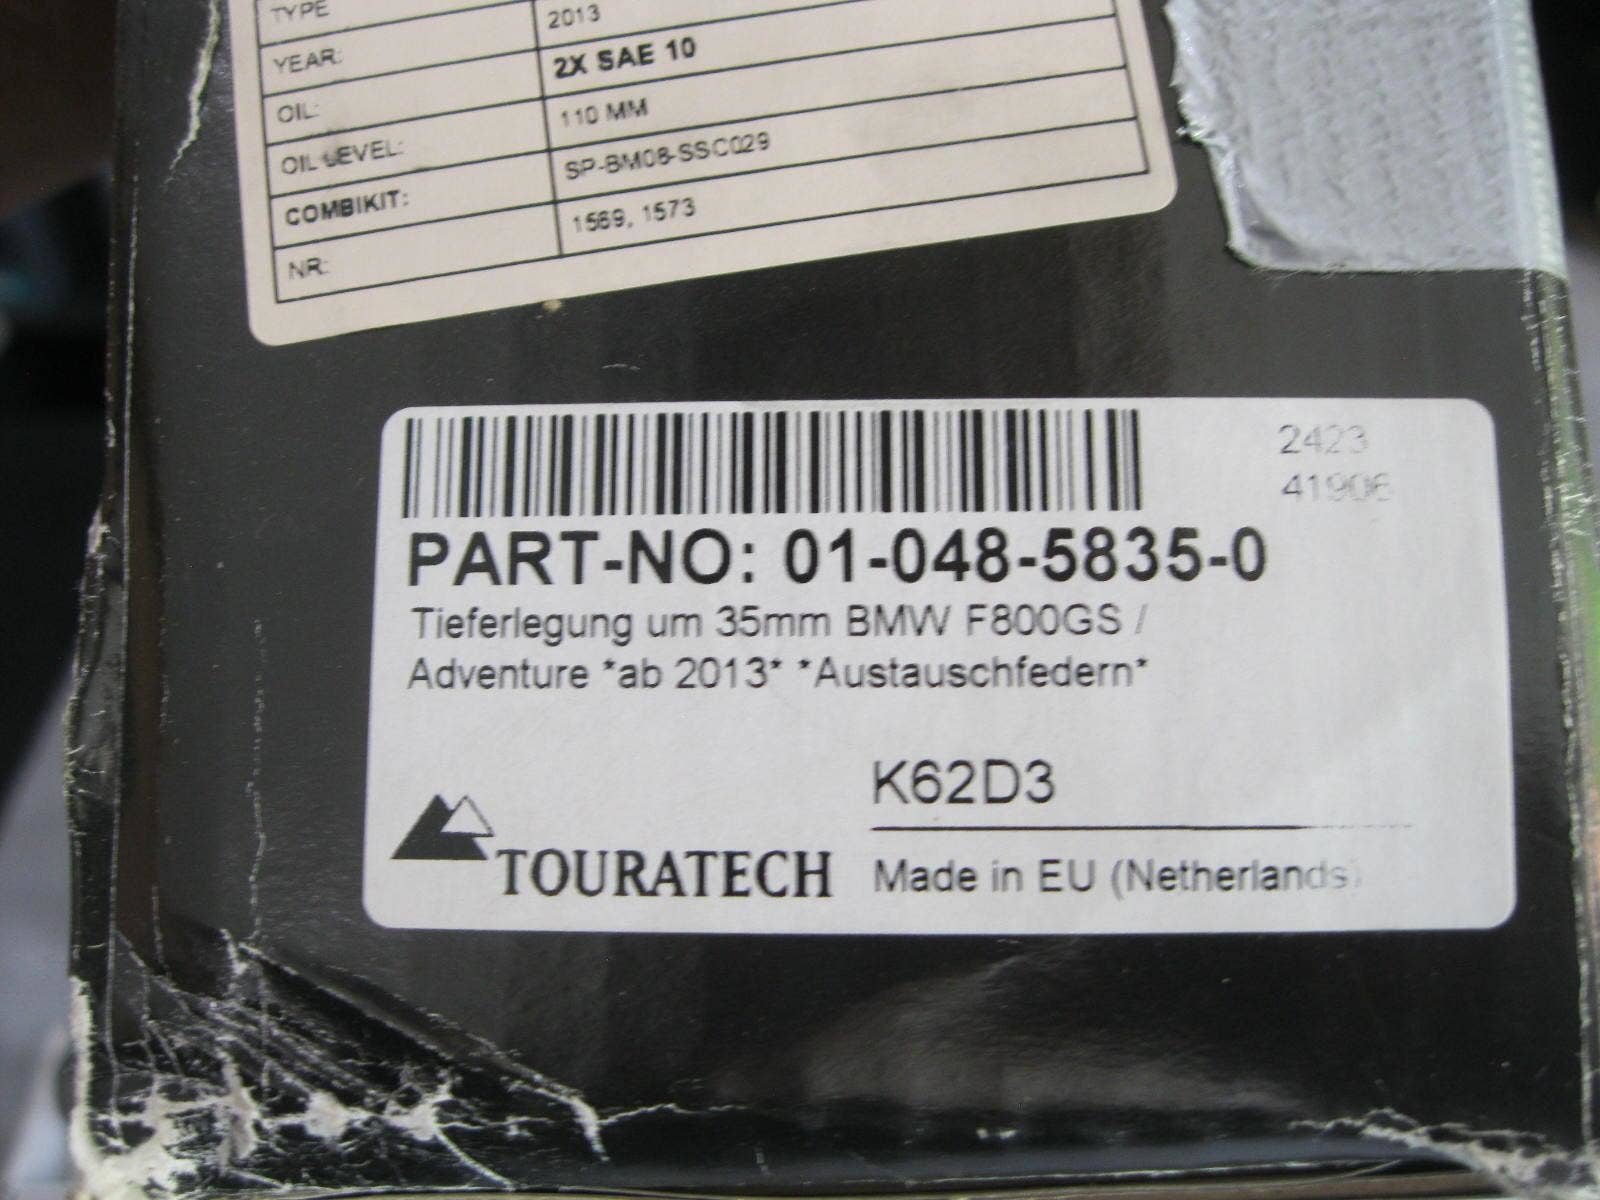 TYPE
YEAR: 2013
OIL: 2X SAE 10
OIL LEVEL: 110 MM
COMBIKIT: SP-BM08-SSC029
NR: 1569, 1573
2423
41906
PART-NO: 01-048-5835-0
Tieferlegung um 35mm BMW F800GS /
Adventure *ab 2013* *Austauschfedern*
K62D3
TOURATECH
Made in EU (Netherlands)